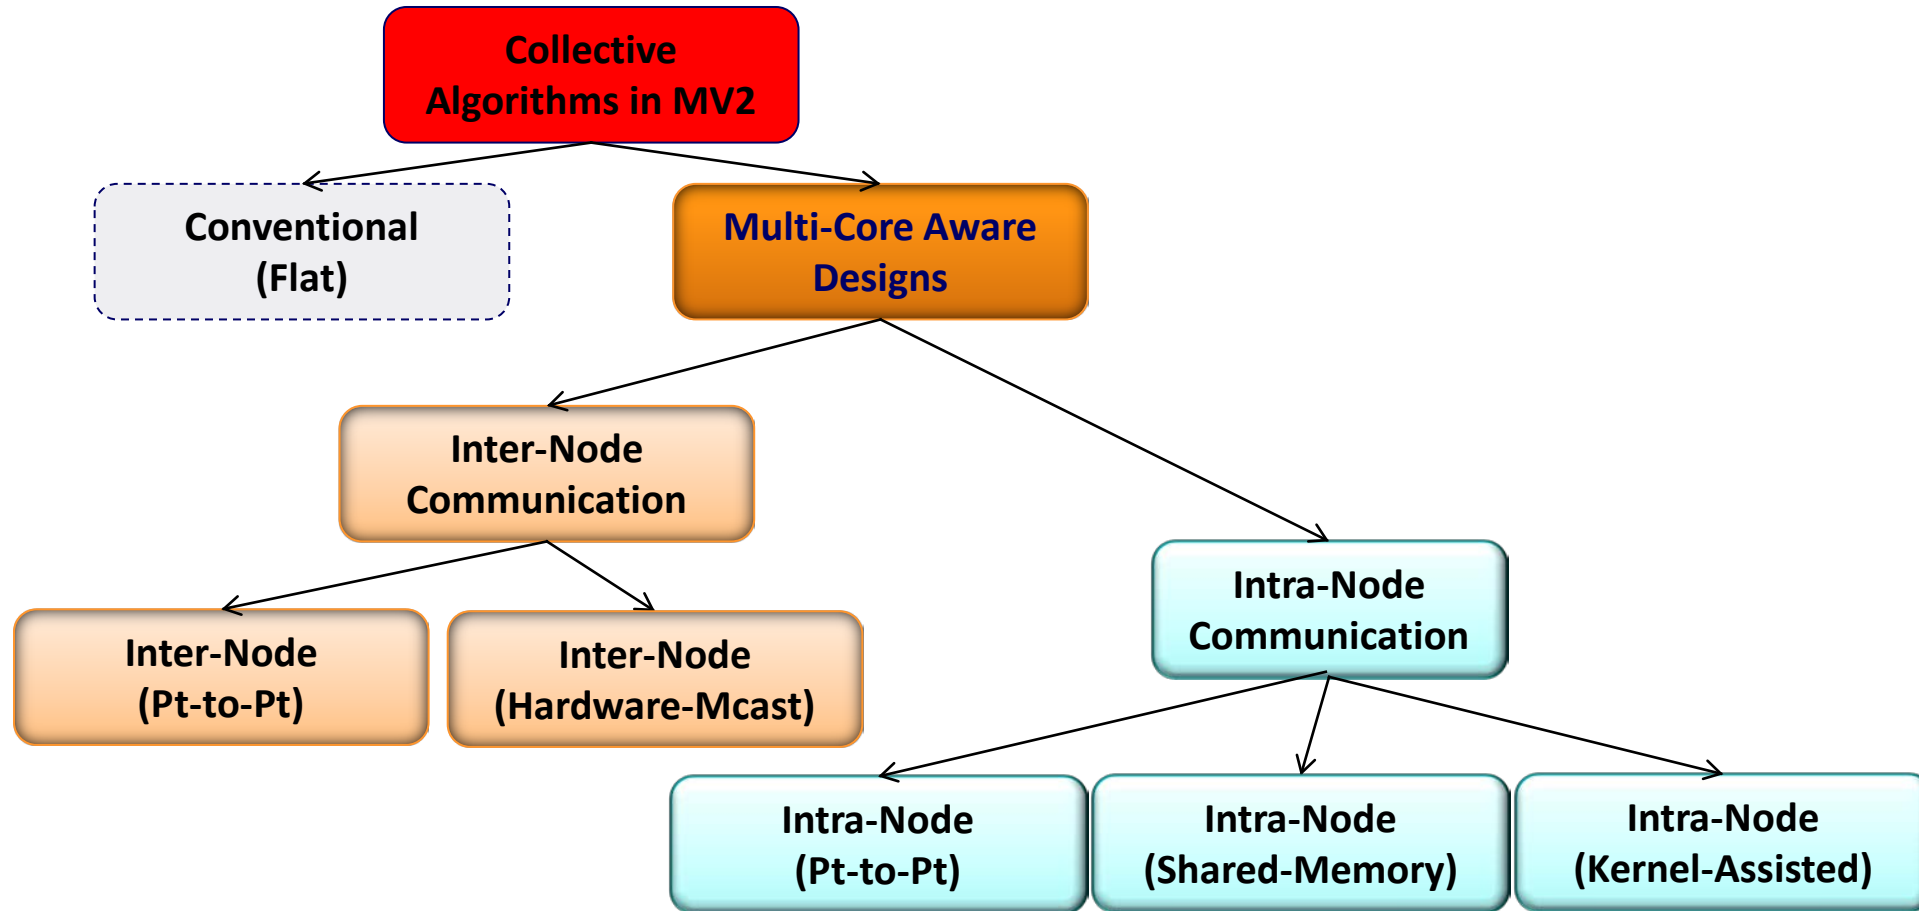 Collective
Algorithms in MV2
Conventional
(Flat)
Multi-Core Aware
Designs
Inter-Node
Communication
Intra-Node
Communication
Inter-Node
(Pt-to-Pt)
Inter-Node
(Hardware-Mcast)
Intra-Node
(Pt-to-Pt)
Intra-Node
(Shared-Memory)
Intra-Node
(Kernel-Assisted)